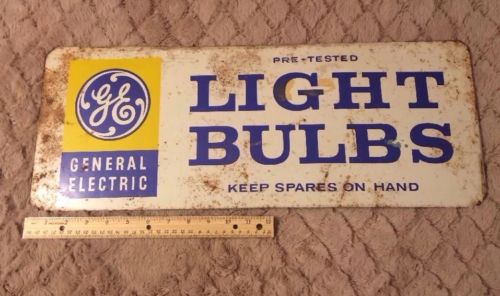 PRE-TESTED
LIGHT
BULBS
KEEP SPARES ON HAND
GE
GENERAL
ELECTRIC